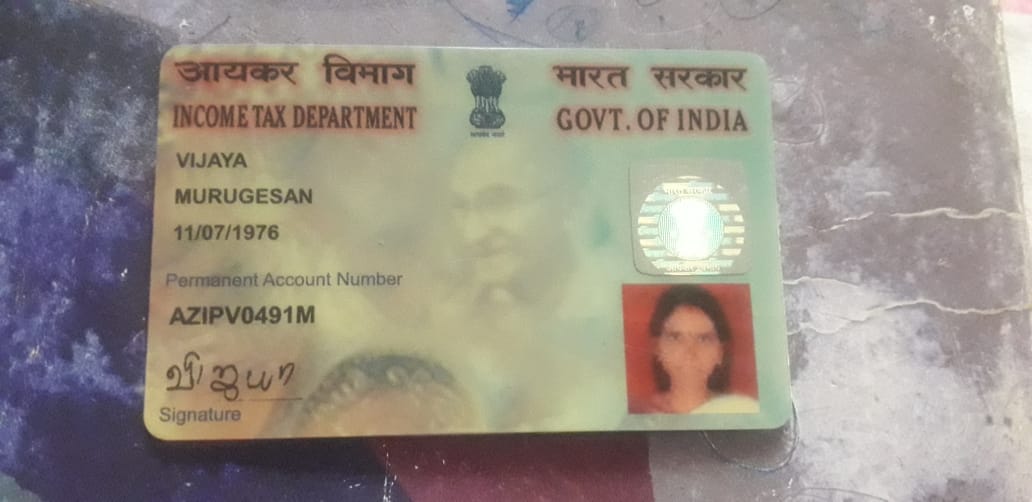 आयकर विभाग
INCOME TAX DEPARTMENT
भारत सरकार
GOVT. OF INDIA
VIJAYA
MURUGESAN
11/07/1976
Permanent Account Number
AZIPV0491M
விஜயா
Signature